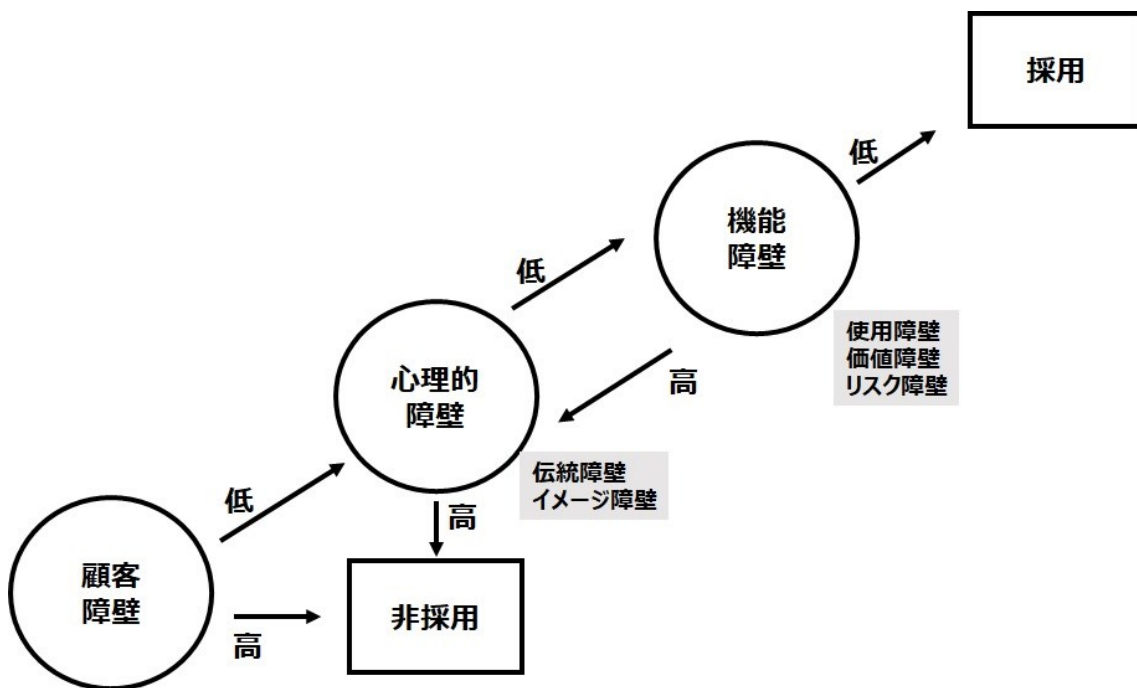 採用
低
機能
障壁
低
使用障壁
価値障壁
リスク障壁
高
心理的
障壁
伝統障壁
イメージ障壁
低
高
顧客
障壁
非採用
高